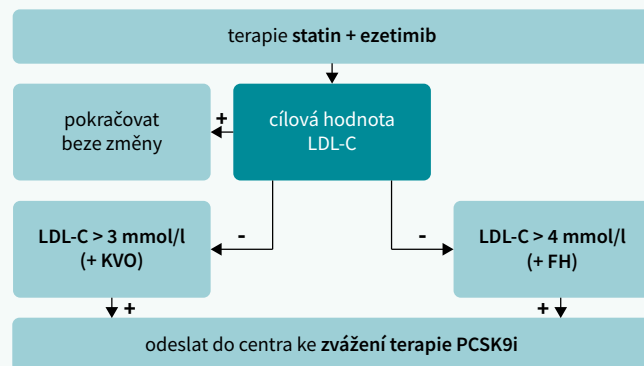 terapie statin + ezetimib
pokračovat
beze změny
+
cílová hodnota
LDL-C
LDL-C > 3 mmol/l
(+ KVO)
-
-
LDL-C > 4 mmol/l
(+ FH)
+
+
odeslat do centra ke zvážení terapie PCSK9i